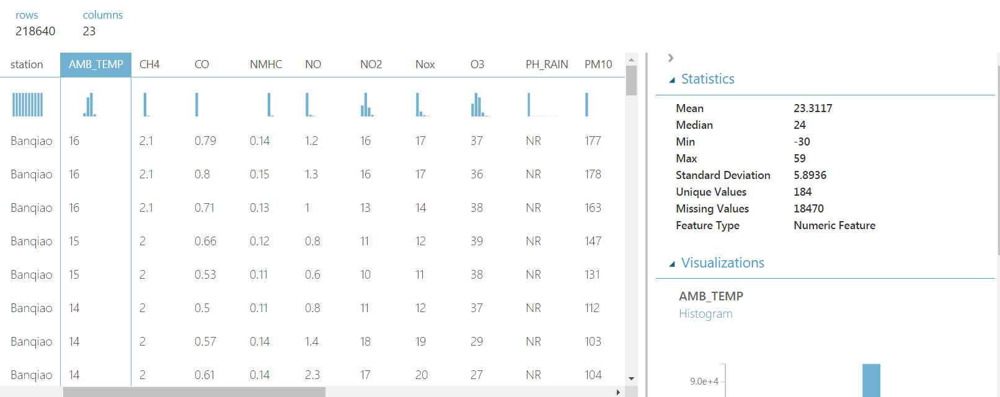 rows columns
218640 23
station AMB_TEMP CH4 CO NMHC NO NO2 Nox O3 PH_RAIN PM10
Banqiao 16 2.1 0.79 0.14 1.2 16 17 37 NR 177
Banqiao 16 2.1 0.8 0.15 1.3 16 17 36 NR 178
Banqiao 16 2.1 0.71 0.13 1 13 14 38 NR 163
Banqiao 15 2 0.66 0.12 0.8 11 12 39 NR 147
Banqiao 15 2 0.53 0.11 0.6 10 11 38 NR 131
Banqiao 14 2 0.5 0.11 0.8 11 12 37 NR 112
Banqiao 14 2 0.57 0.14 1.4 18 19 29 NR 103
Banqiao 14 2 0.61 0.14 2.3 17 20 27 NR 104
Statistics
Mean 23.3117
Median 24
Min -30
Max 59
Standard Deviation 5.8936
Unique Values 184
Missing Values 18470
Feature Type Numeric Feature
Visualizations
AMB_TEMP
Histogram
9.0e+4